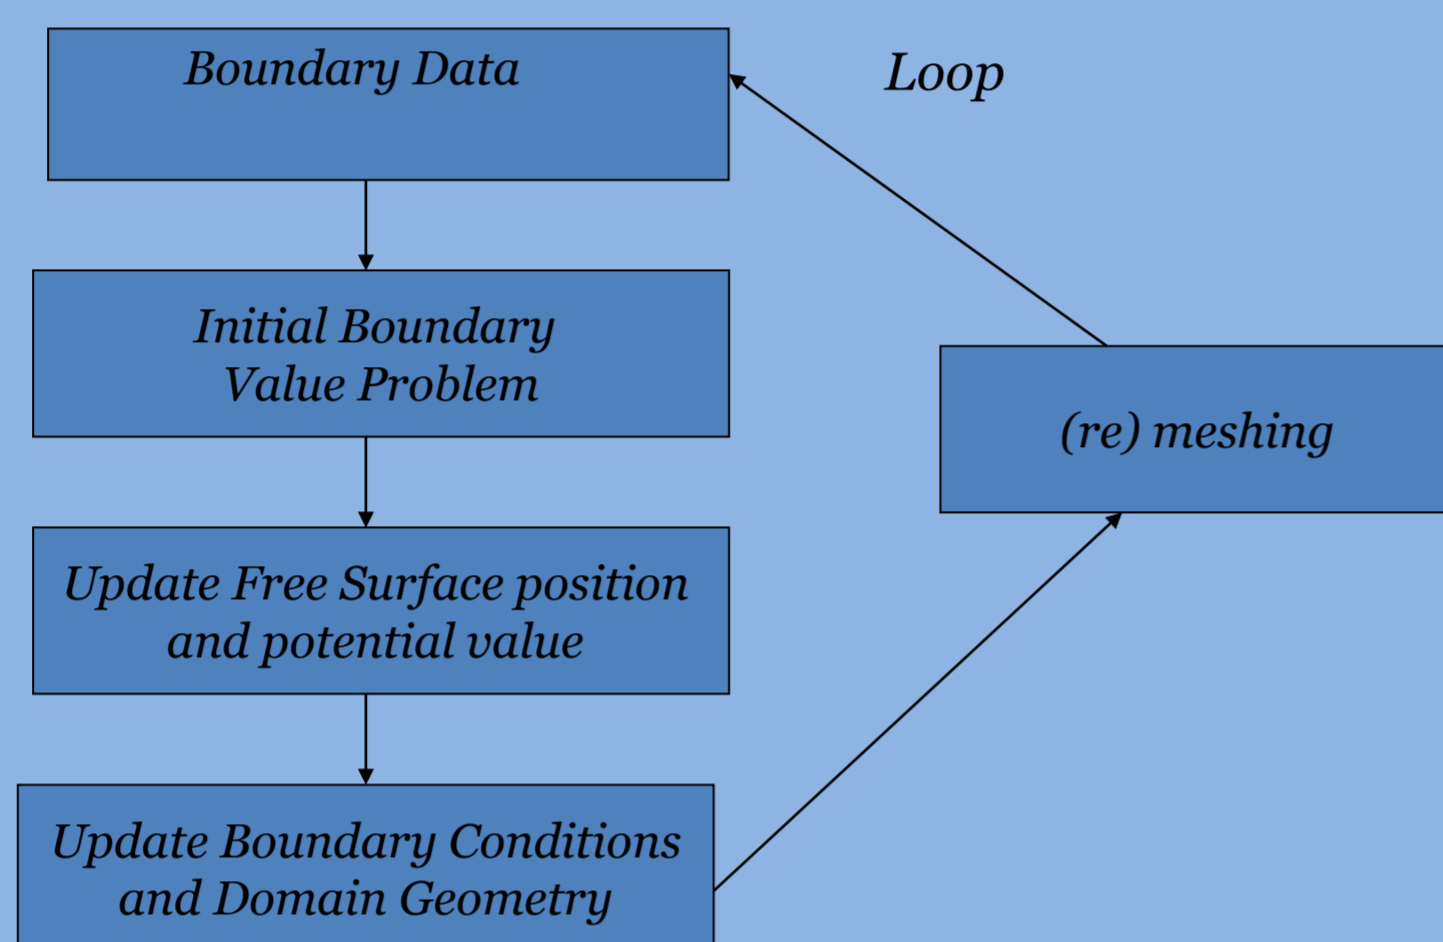 Boundary Data
Loop
Initial Boundary
Value Problem
(re) meshing
Update Free Surface position
and potential value
Update Boundary Conditions
and Domain Geometry